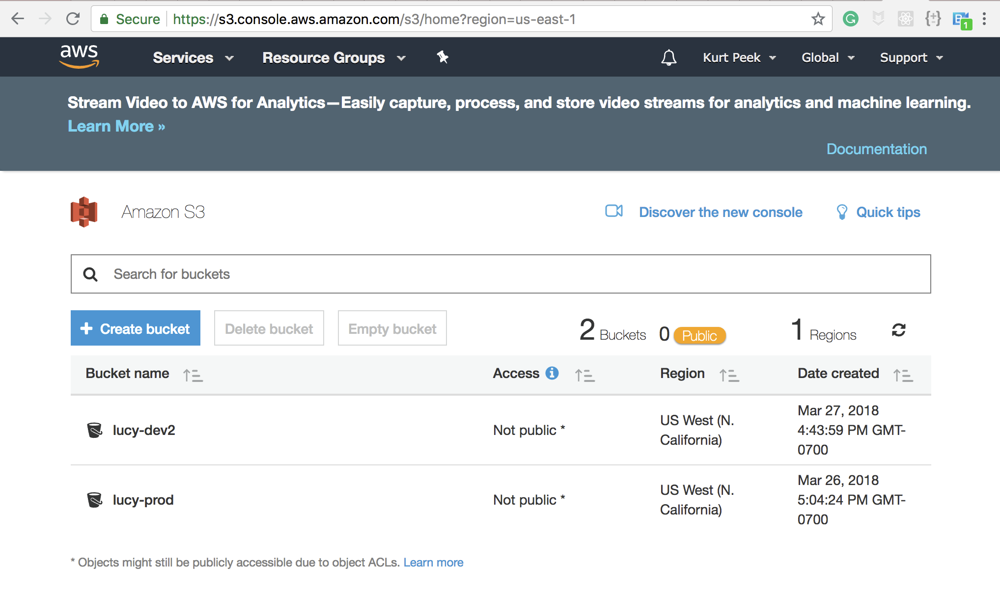 Secure https://s3.console.aws.amazon.com/s3/home?region=us-east-1
G {+} B 1
aws Services Resource Groups Kurt Peek Global Support
Stream Video to AWS for Analytics—Easily capture, process, and store video streams for analytics and machine learning.
Learn More »
Documentation
Amazon S3 Discover the new console Quick tips
Search for buckets
+ Create bucket Delete bucket Empty bucket 2 Buckets 0 Public 1 Regions
Bucket name Access i Region Date created
lucy-dev2 Not public * US West (N. California) Mar 27, 2018 4:43:59 PM GMT-0700
lucy-prod Not public * US West (N. California) Mar 26, 2018 5:04:24 PM GMT-0700
* Objects might still be publicly accessible due to object ACLs. Learn more